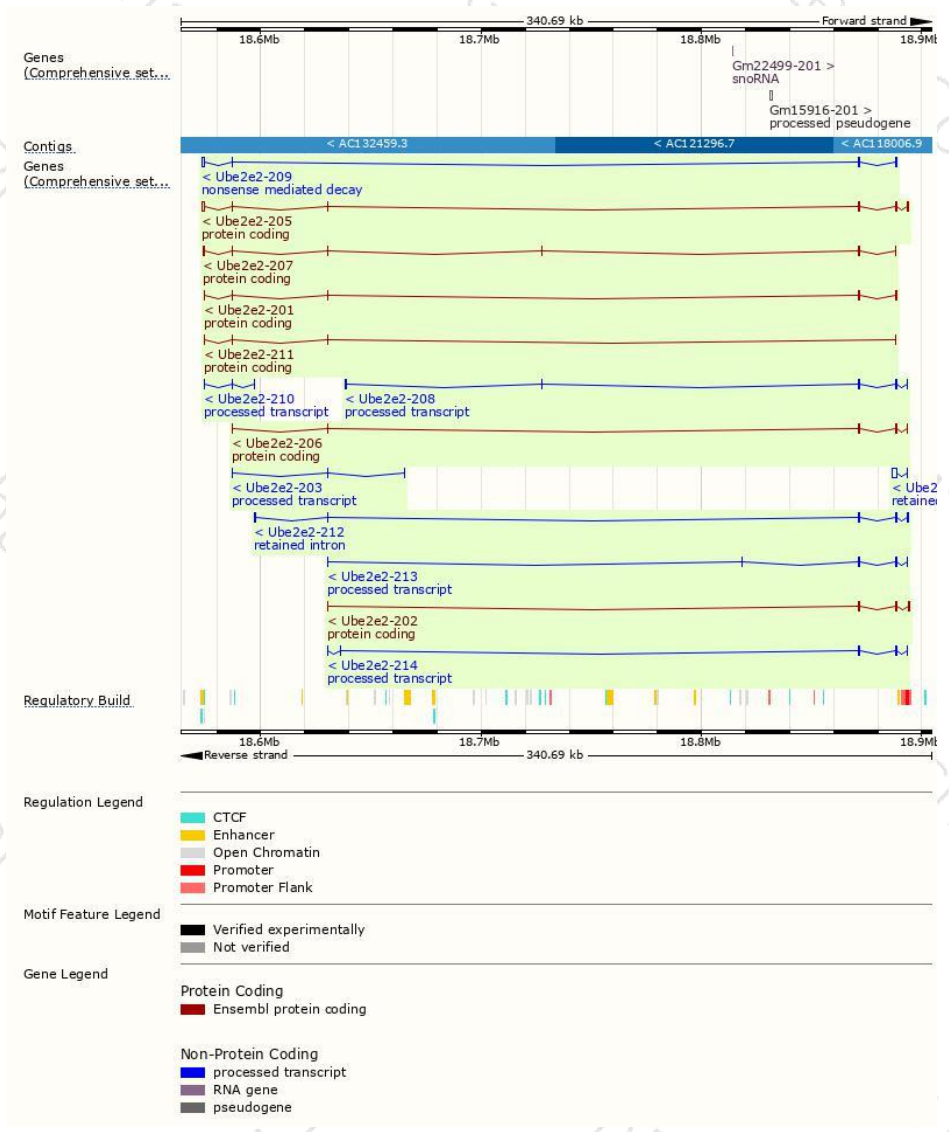 340.69 kb Forward strand
18.6Mb 18.7Mb 18.8Mb 18.9Mb
Genes
(Comprehensive set...
Gm22499-201 >
snoRNA
Gm15916-201 >
processed pseudogene
Contigs
< AC132459.3 < AC121296.7 < AC118006.9
Genes
(Comprehensive set...
< Ube2e2-209
nonsense mediated decay
< Ube2e2-205
protein coding
< Ube2e2-207
protein coding
< Ube2e2-201
protein coding
< Ube2e2-211
protein coding
< Ube2e2-210 < Ube2e2-208
processed transcript processed transcript
< Ube2e2-206
protein coding
< Ube2e2-203 < Ube2
processed transcript retained
< Ube2e2-212
retained intron
< Ube2e2-213
processed transcript
< Ube2e2-202
protein coding
< Ube2e2-214
processed transcript
Regulatory Build
18.6Mb 18.7Mb 18.8Mb 18.9Mb
Reverse strand 340.69 kb
Regulation Legend
CTCF
Enhancer
Open Chromatin
Promoter
Promoter Flank
Motif Feature Legend
Verified experimentally
Not verified
Gene Legend
Protein Coding
Ensembl protein coding
Non-Protein Coding
processed transcript
RNA gene
pseudogene